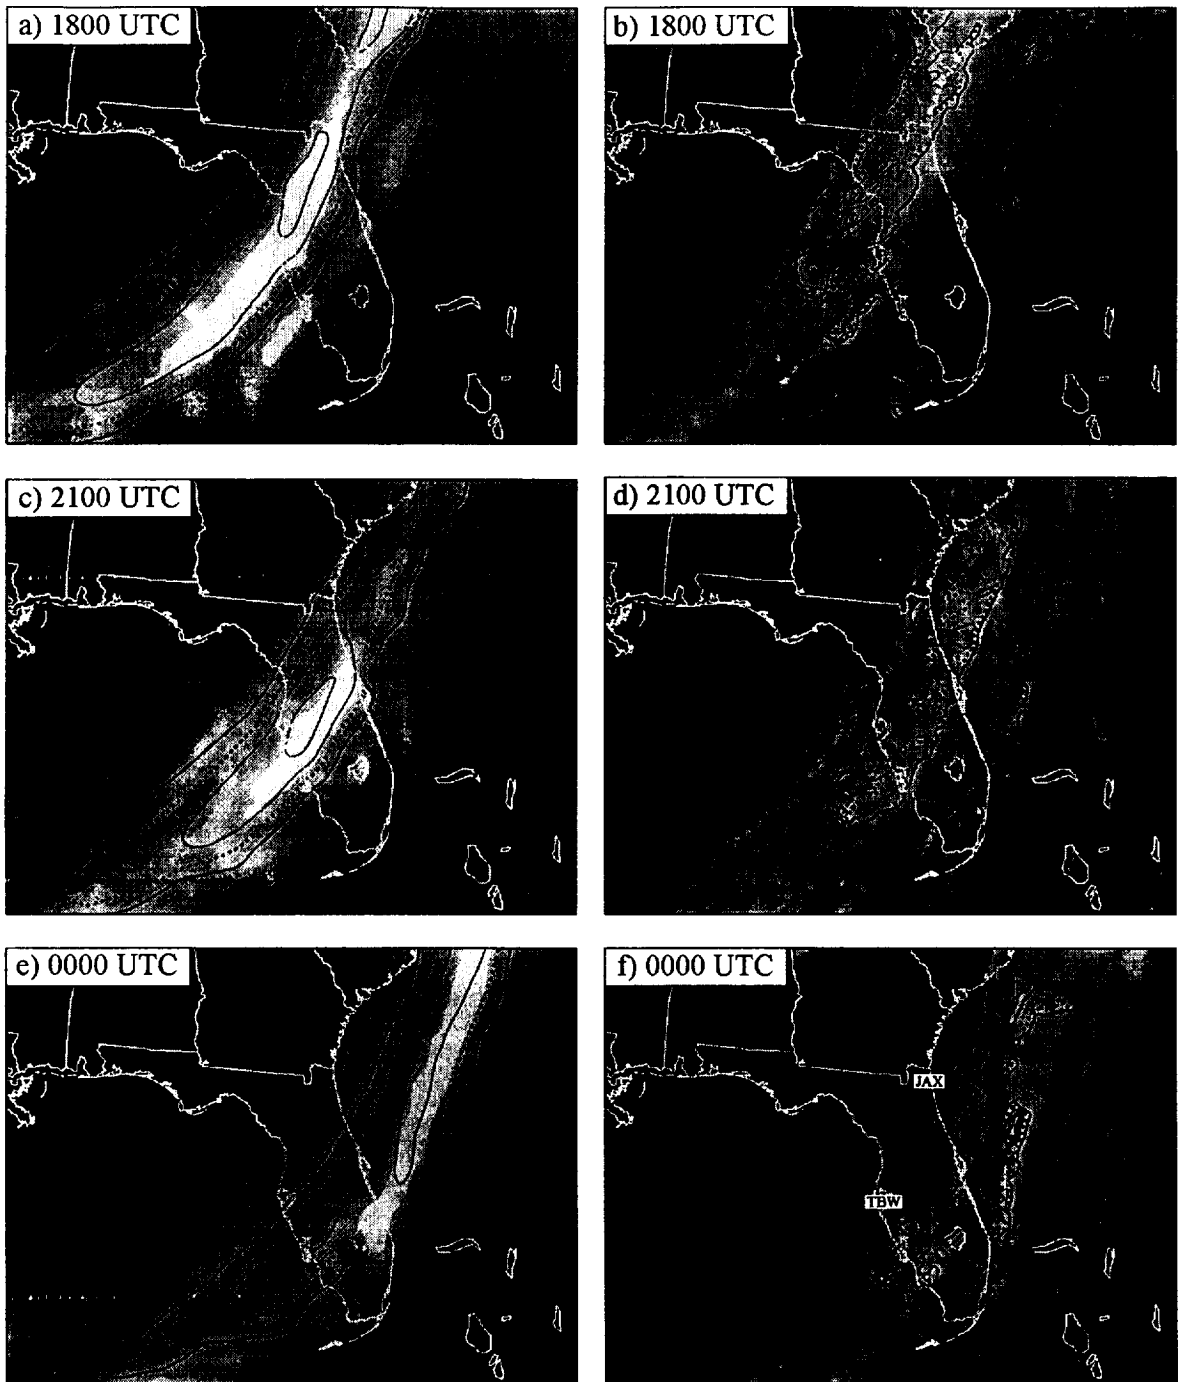 a) 1800 UTC
b) 1800 UTC
c) 2100 UTC
d) 2100 UTC
e) 0000 UTC
f) 0000 UTC
JAX
TBW